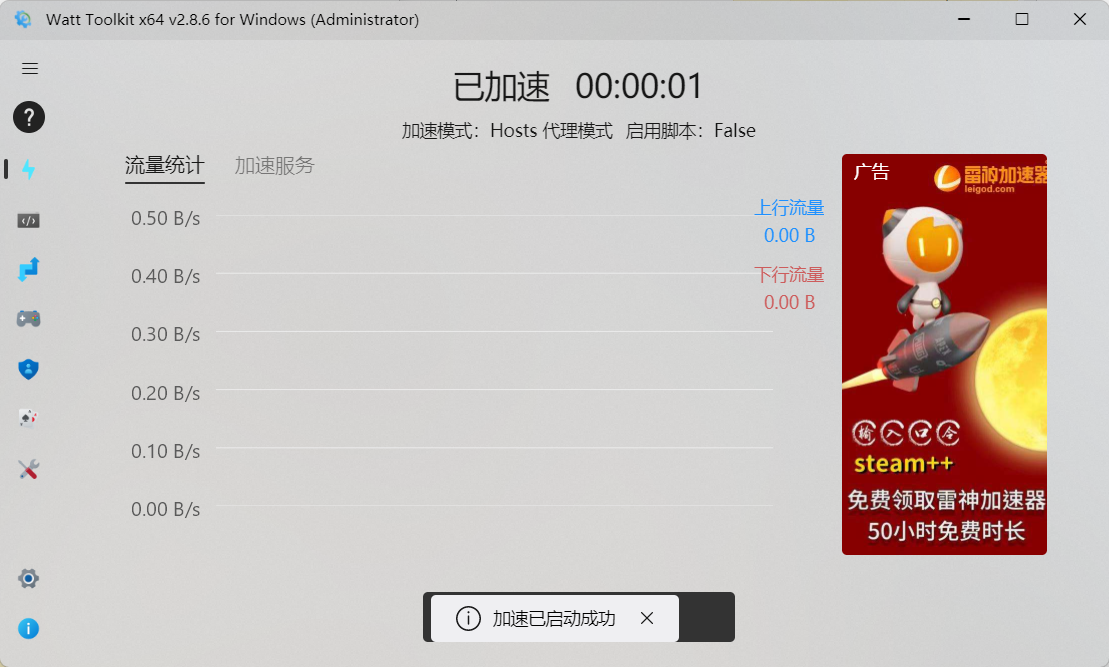 Watt Toolkit x64 v2.8.6 for Windows (Administrator)
已加速 00:00:01
加速模式：Hosts 代理模式 启用脚本：False
流量统计 加速服务
0.50 B/s
0.40 B/s
0.30 B/s
0.20 B/s
0.10 B/s
0.00 B/s
上行流量
0.00 B
下行流量
0.00 B
广告
雷神加速器
leigod.com
输入口令
steam++
免费领取雷神加速器
50小时免费时长
加速已启动成功